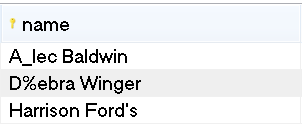 name
A_lec Baldwin
D%ebra Winger
Harrison Ford's